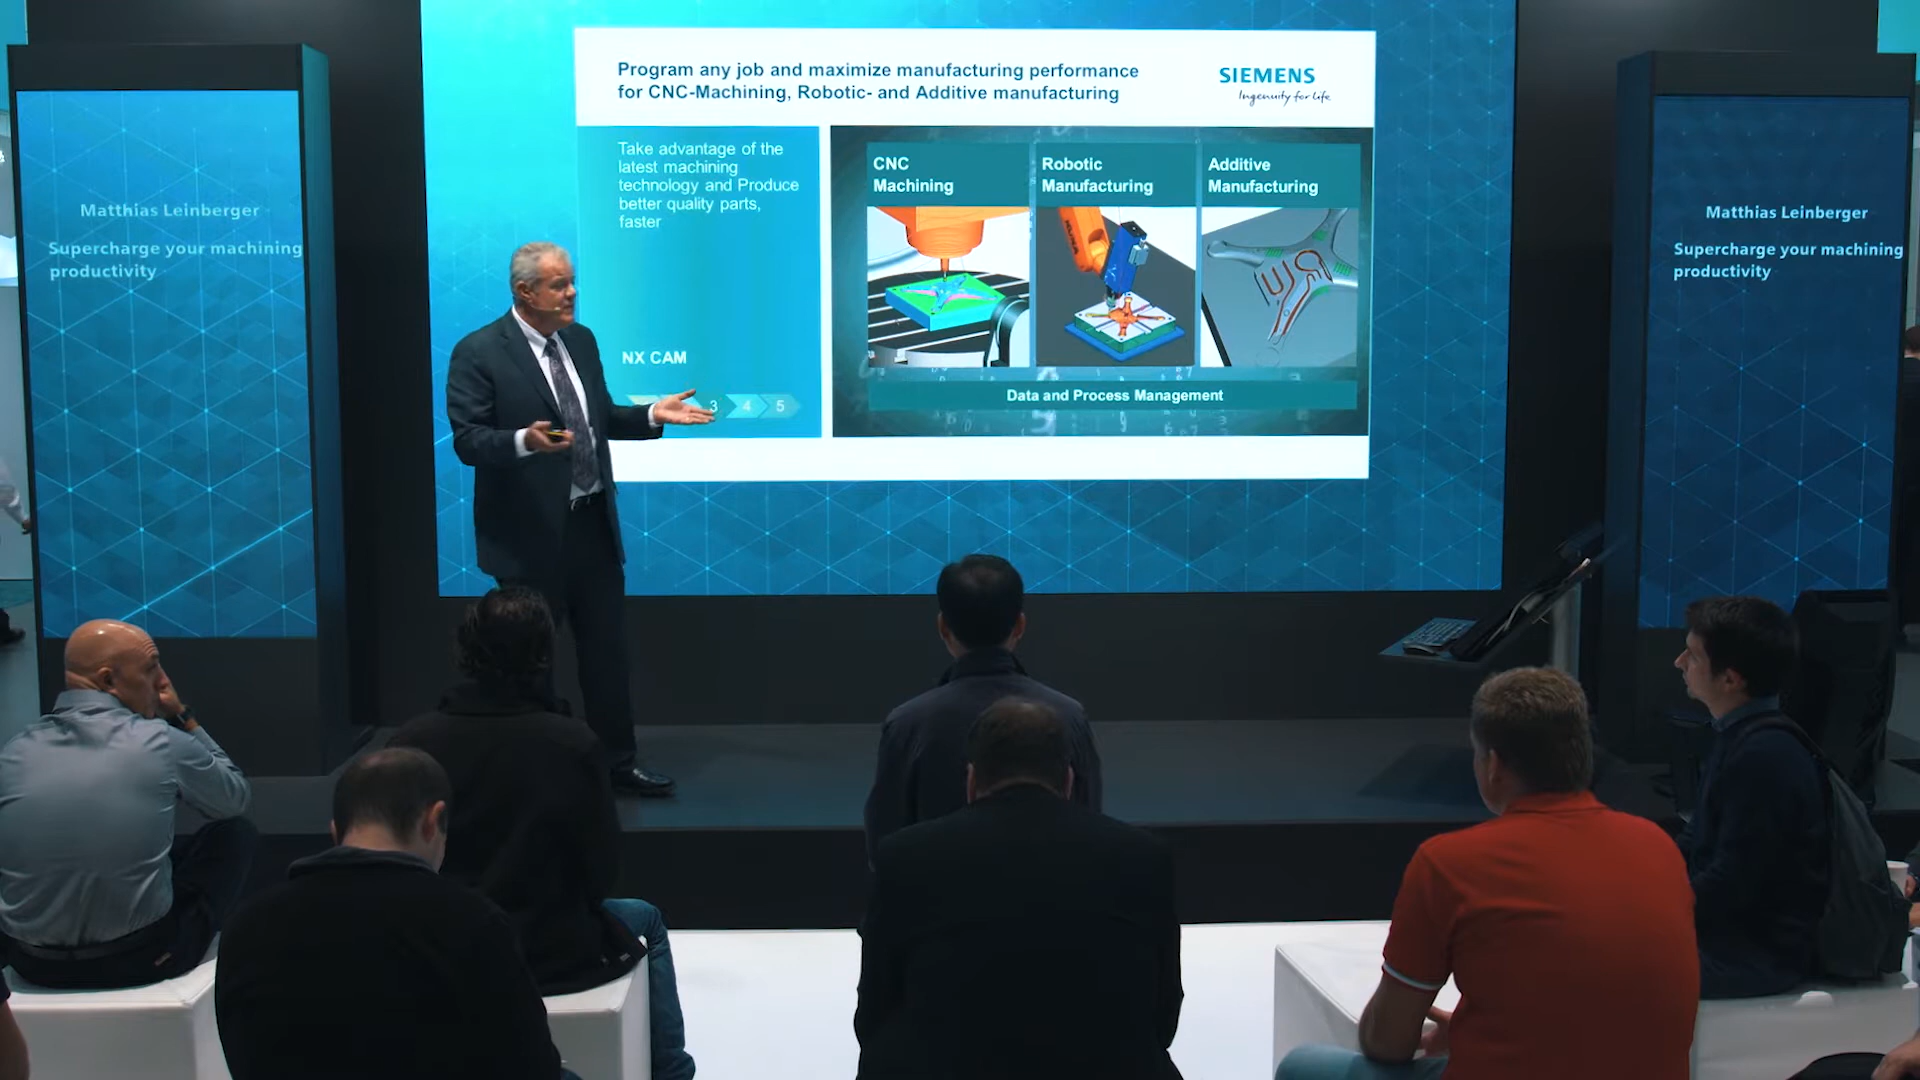 Program any job and maximize manufacturing performance
for CNC-Machining, Robotic- and Additive manufacturing
SIEMENS
Ingenuity for life
Take advantage of the
latest machining
technology and Produce
better quality parts,
faster
NX CAM
3 4 5
CNC
Machining
Robotic
Manufacturing
Additive
Manufacturing
Data and Process Management
Matthias Leinberger
Supercharge your machining
productivity
Matthias Leinberger
Supercharge your machining
productivity